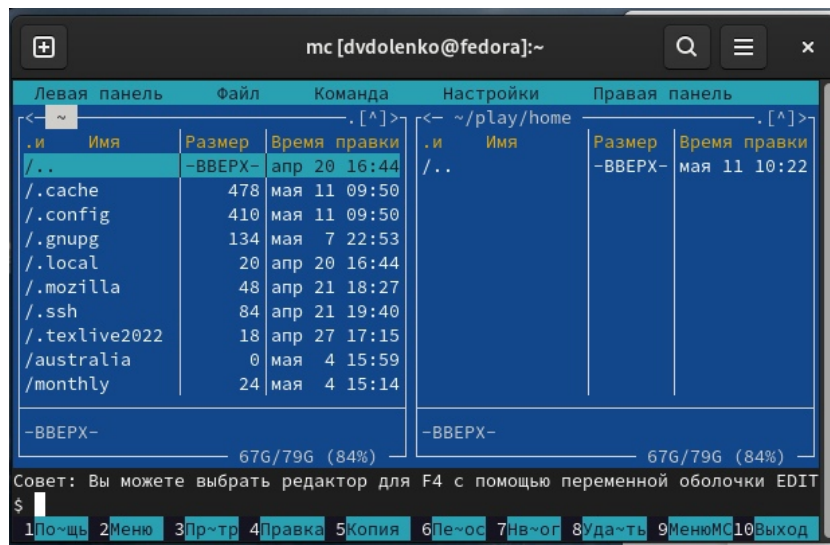 mc [dvdolenko@fedora]:~
Левая панель Файл Команда Настройки Правая панель
<— ~ .[^]> <— ~/play/home .[^]>
.и Имя Размер Время правки .и Имя Размер Время правки
/.. -ВВЕРХ- апр 20 16:44 /.. -ВВЕРХ- мая 11 10:22
/.cache 478 мая 11 09:50
/.config 410 мая 11 09:50
/.gnupg 134 мая 7 22:53
/.local 20 апр 20 16:44
/.mozilla 48 апр 21 18:27
/.ssh 84 апр 21 19:40
/.texlive2022 18 апр 27 17:15
/australia 0 мая 4 15:59
/monthly 24 мая 4 15:14
-ВВЕРХ- -ВВЕРХ-
67G/79G (84%) 67G/79G (84%)
Совет: Вы можете выбрать редактор для F4 с помощью переменной оболочки EDIT
$
1По~щь 2Меню 3Пр~тр 4Правка 5Копия 6Пе~ос 7Нв~ог 8Уда~ть 9МенюМС 10Выход